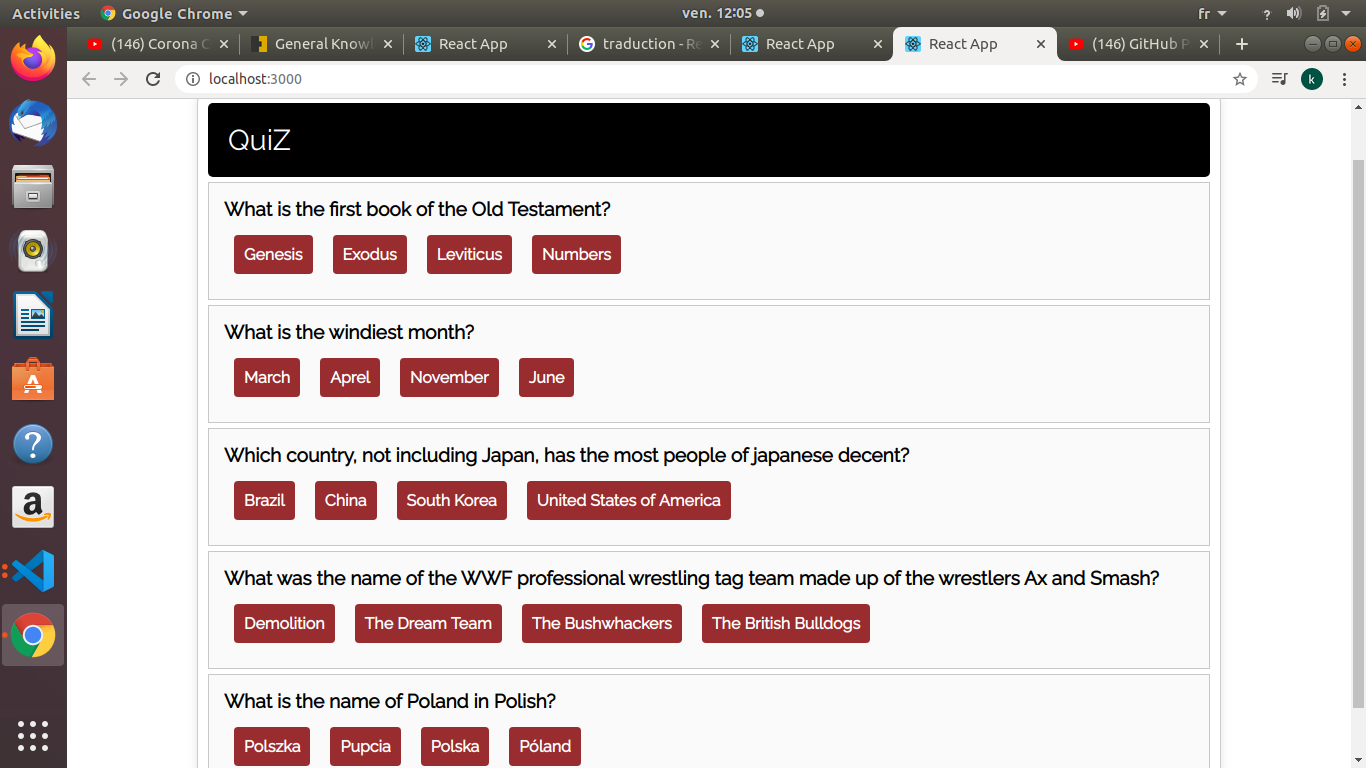 Activities Google Chrome ven. 12:05 fr ?
(146) Corona C General Knowl React App traduction - Re React App React App (146) GitHub P
localhost:3000 k
QuiZ
What is the first book of the Old Testament?
Genesis Exodus Leviticus Numbers
What is the windiest month?
March Aprel November June
Which country, not including Japan, has the most people of japanese decent?
Brazil China South Korea United States of America
What was the name of the WWF professional wrestling tag team made up of the wrestlers Ax and Smash?
Demolition The Dream Team The Bushwhackers The British Bulldogs
What is the name of Poland in Polish?
Polszka Pupcia Polska Póland